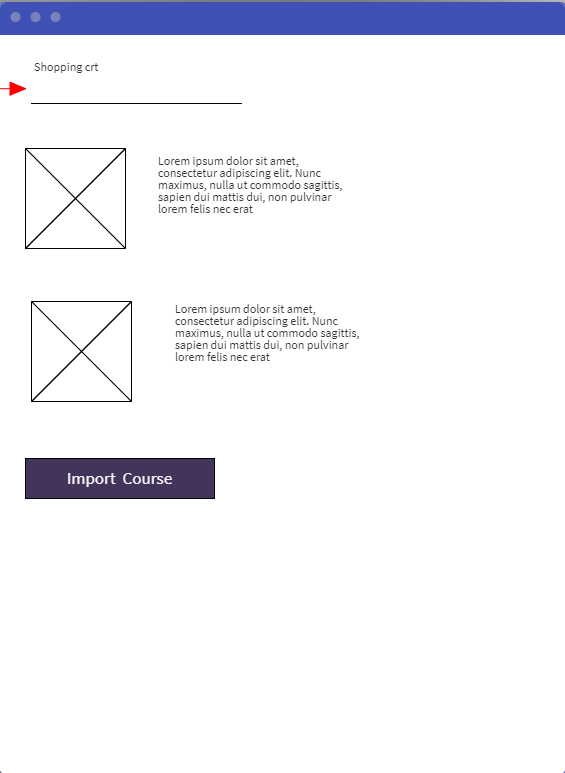 Shopping crt
Lorem ipsum dolor sit amet,
consectetur adipiscing elit. Nunc
maximus, nulla ut commodo sagittis,
sapien dui mattis dui, non pulvinar
lorem felis nec erat
Lorem ipsum dolor sit amet,
consectetur adipiscing elit. Nunc
maximus, nulla ut commodo sagittis,
sapien dui mattis dui, non pulvinar
lorem felis nec erat
Import Course